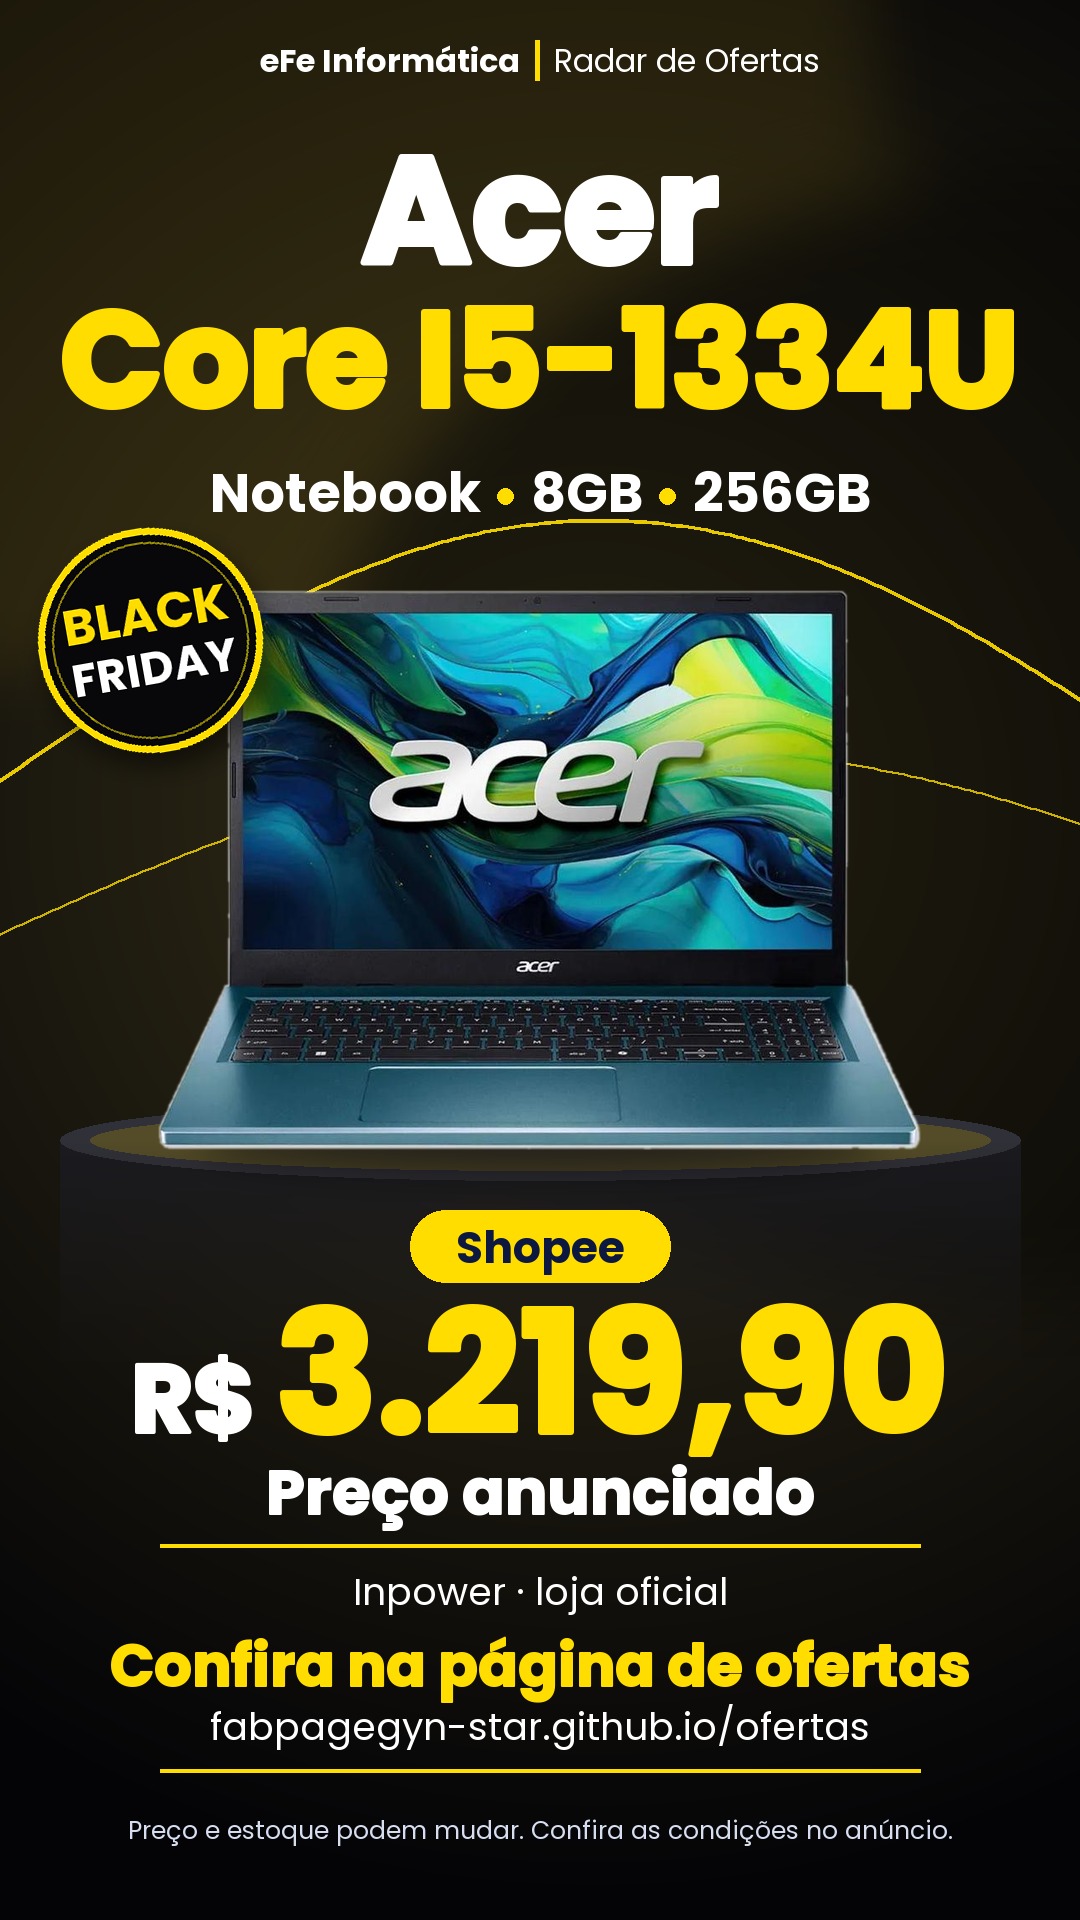 eFe Informática | Radar de Ofertas
Acer
Core I5-1334U
Notebook • 8GB • 256GB
BLACK
FRIDAY
acer
acer
Shopee
R$ 3.219,90
Preço anunciado
Inpower · loja oficial
Confira na página de ofertas
fabpagegyn-star.github.io/ofertas
Preço e estoque podem mudar. Confira as condições no anúncio.